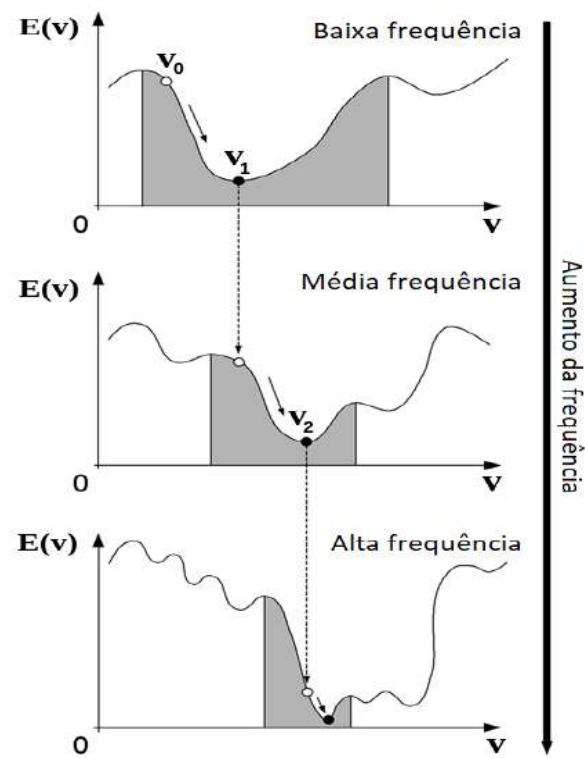 E(v)
Baixa frequência
v0
v1
0
v
E(v)
Média frequência
v2
0
v
E(v)
Alta frequência
0
v
Aumento da frequência